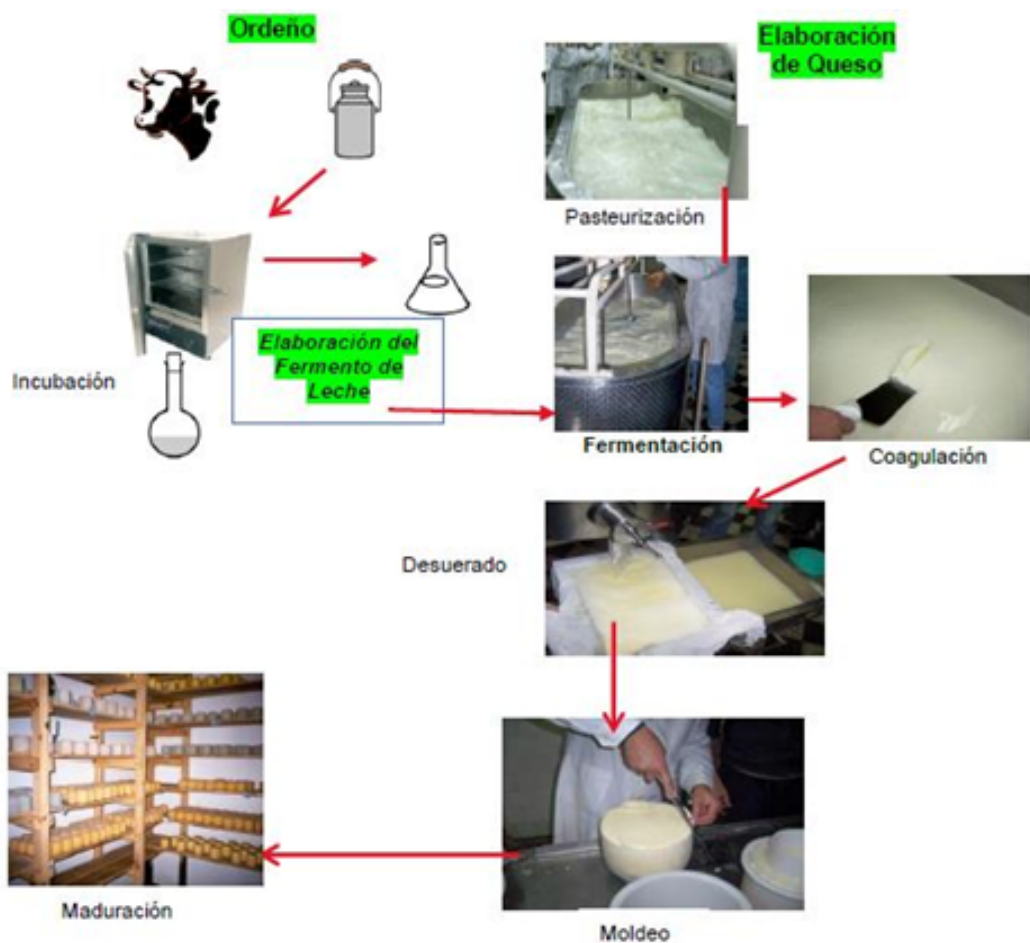 Ordeño
Elaboración
de Queso
Pasteurización
Incubación
Elaboración del
Fermento de
Leche
Fermentación
Coagulación
Desuerado
Maduración
Moldeo